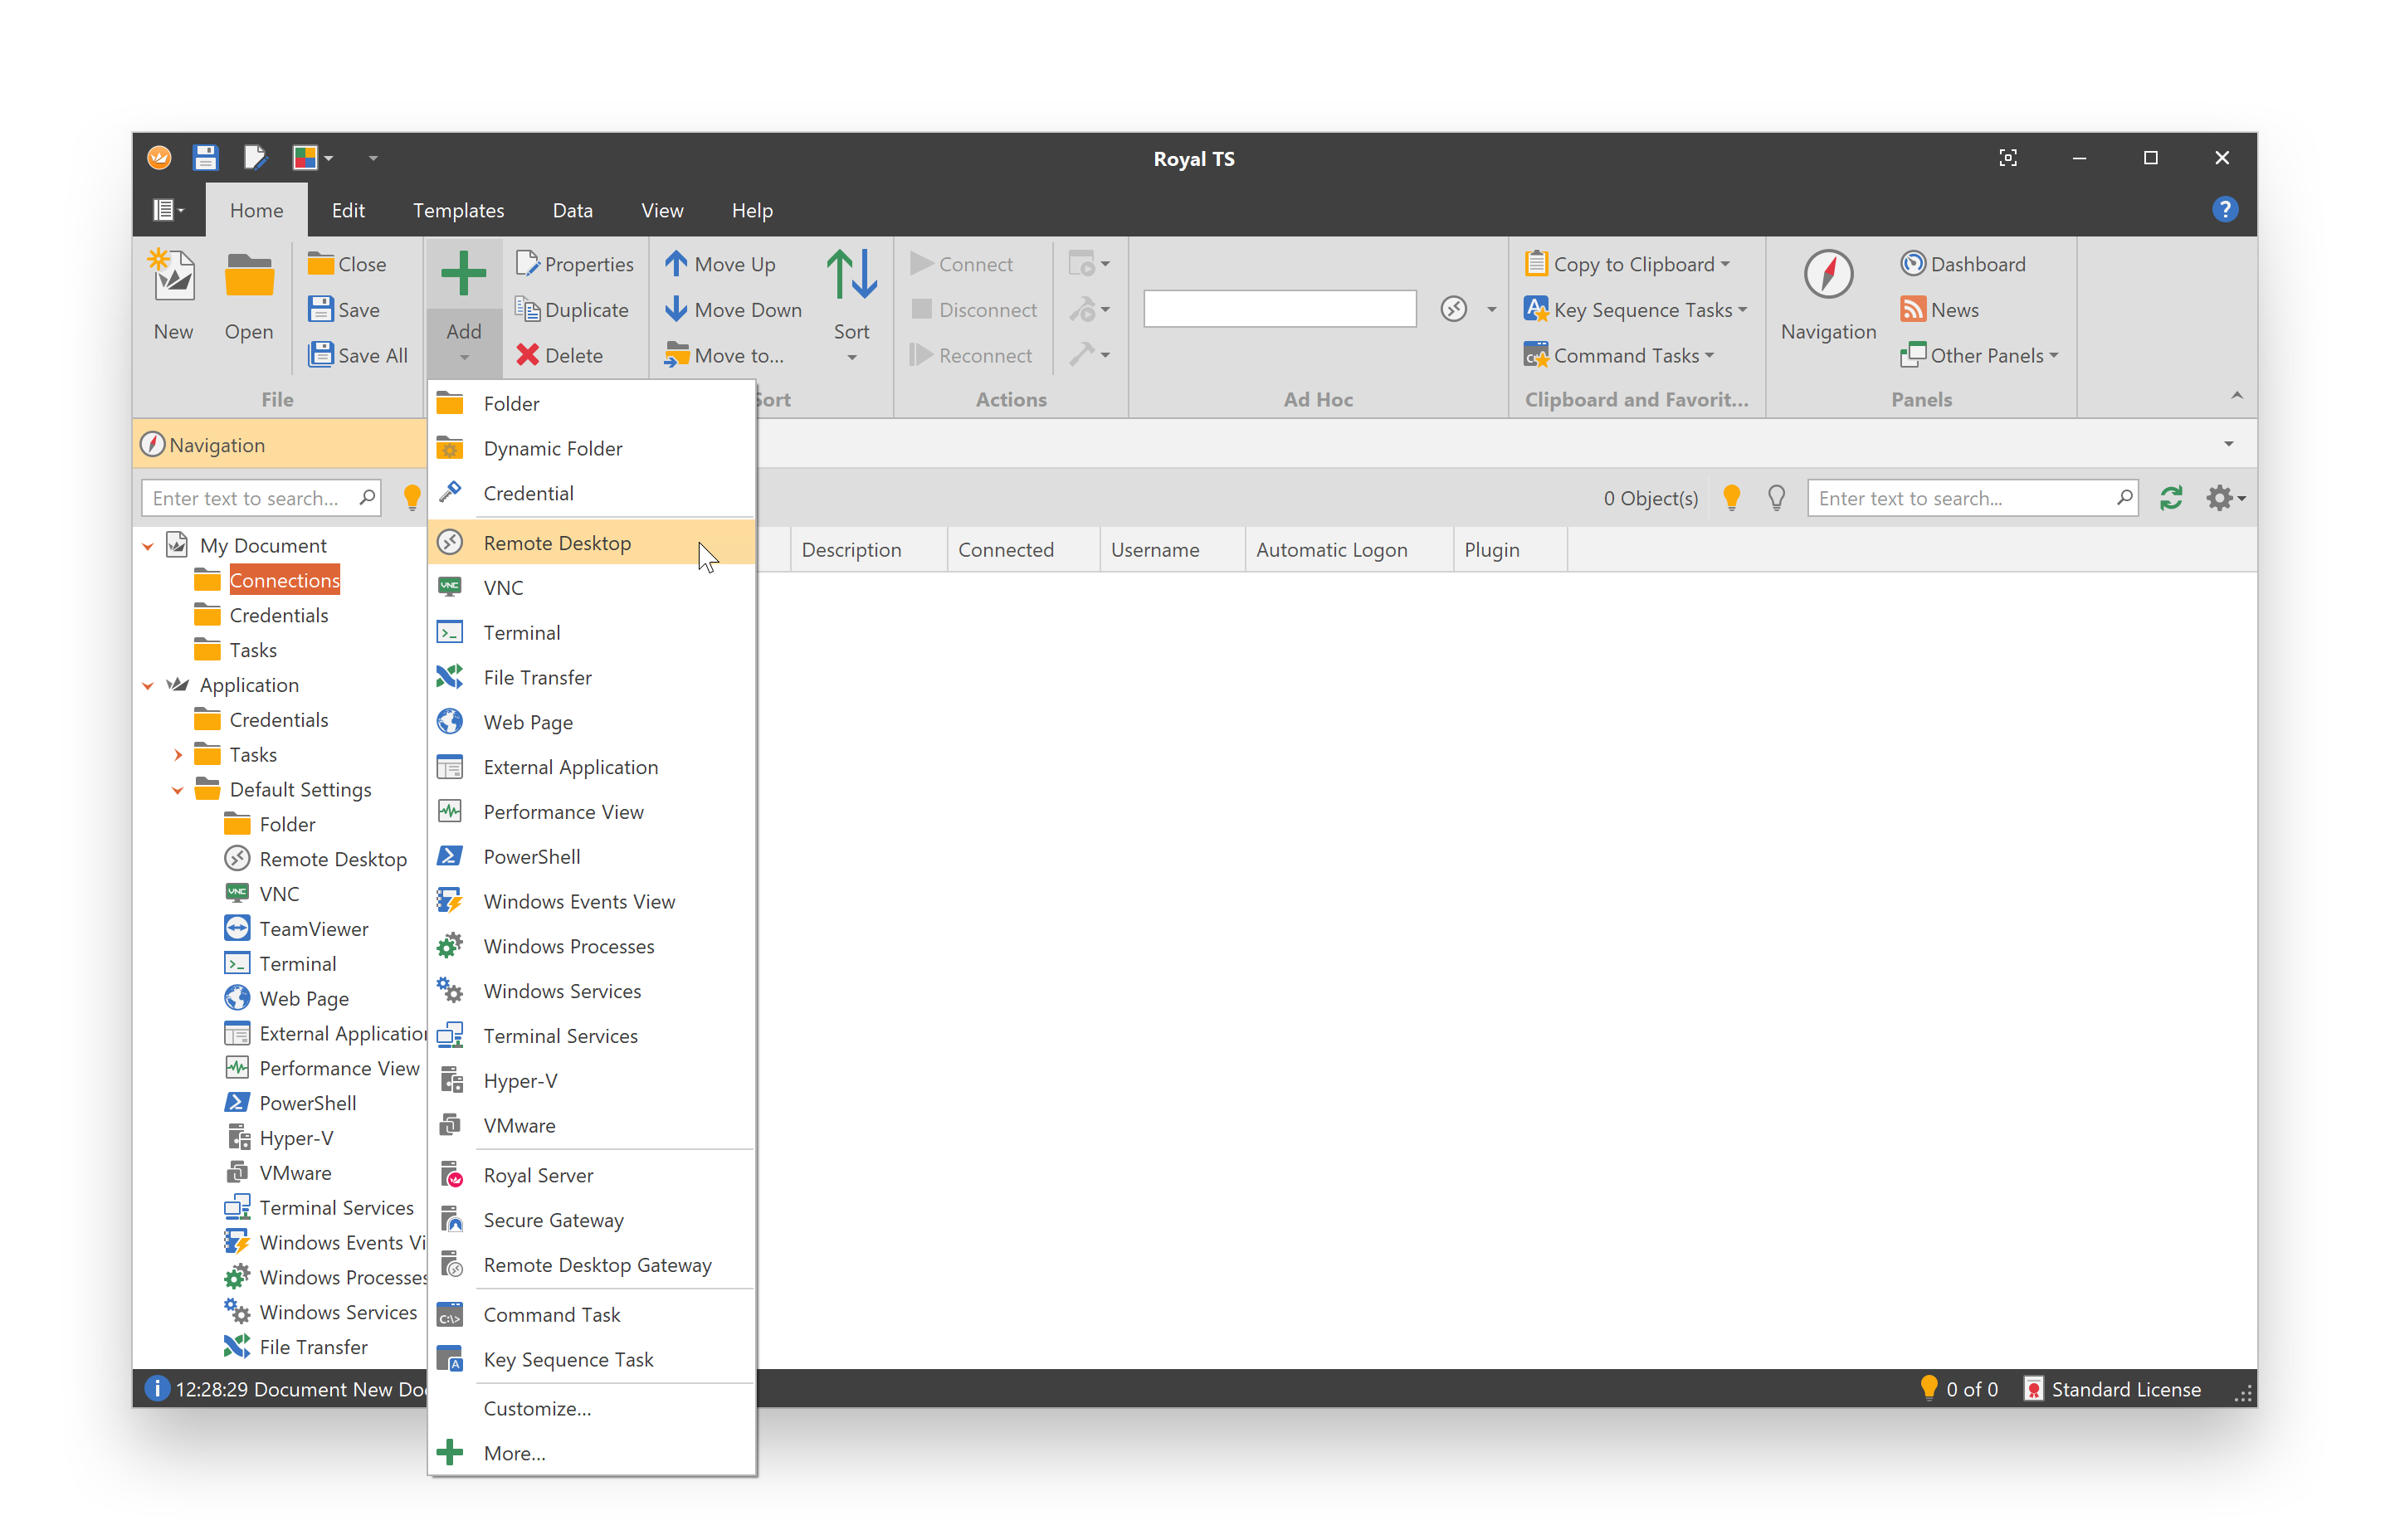 Royal TS
Home Edit Templates Data View Help
New Open Close Save Save All
File
Add Properties Duplicate Delete
Move Up Move Down Move to... Sort
Sort
Connect Disconnect Reconnect
Actions
Ad Hoc
Copy to Clipboard Key Sequence Tasks Command Tasks
Clipboard and Favorit...
Navigation Dashboard News Other Panels
Panels
Navigation
Enter text to search...
0 Object(s) Enter text to search...
Description Connected Username Automatic Logon Plugin
My Document
Connections
Credentials
Tasks
Application
Credentials
Tasks
Default Settings
Folder
Remote Desktop
VNC
TeamViewer
Terminal
Web Page
External Application
Performance View
PowerShell
Hyper-V
VMware
Terminal Services
Windows Events Vi
Windows Processes
Windows Services
File Transfer
Folder
Dynamic Folder
Credential
Remote Desktop
VNC
Terminal
File Transfer
Web Page
External Application
Performance View
PowerShell
Windows Events View
Windows Processes
Windows Services
Terminal Services
Hyper-V
VMware
Royal Server
Secure Gateway
Remote Desktop Gateway
Command Task
Key Sequence Task
Customize...
More...
12:28:29 Document New Do
0 of 0 Standard License